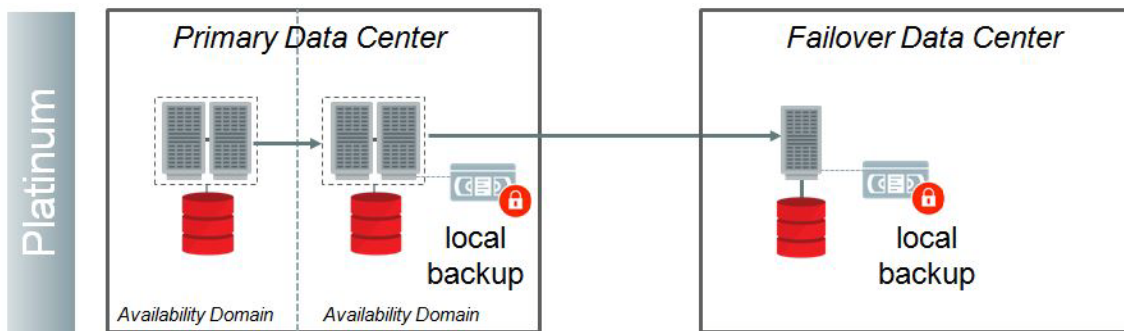 Platinum
Primary Data Center
Failover Data Center
local
backup
local
backup
Availability Domain
Availability Domain